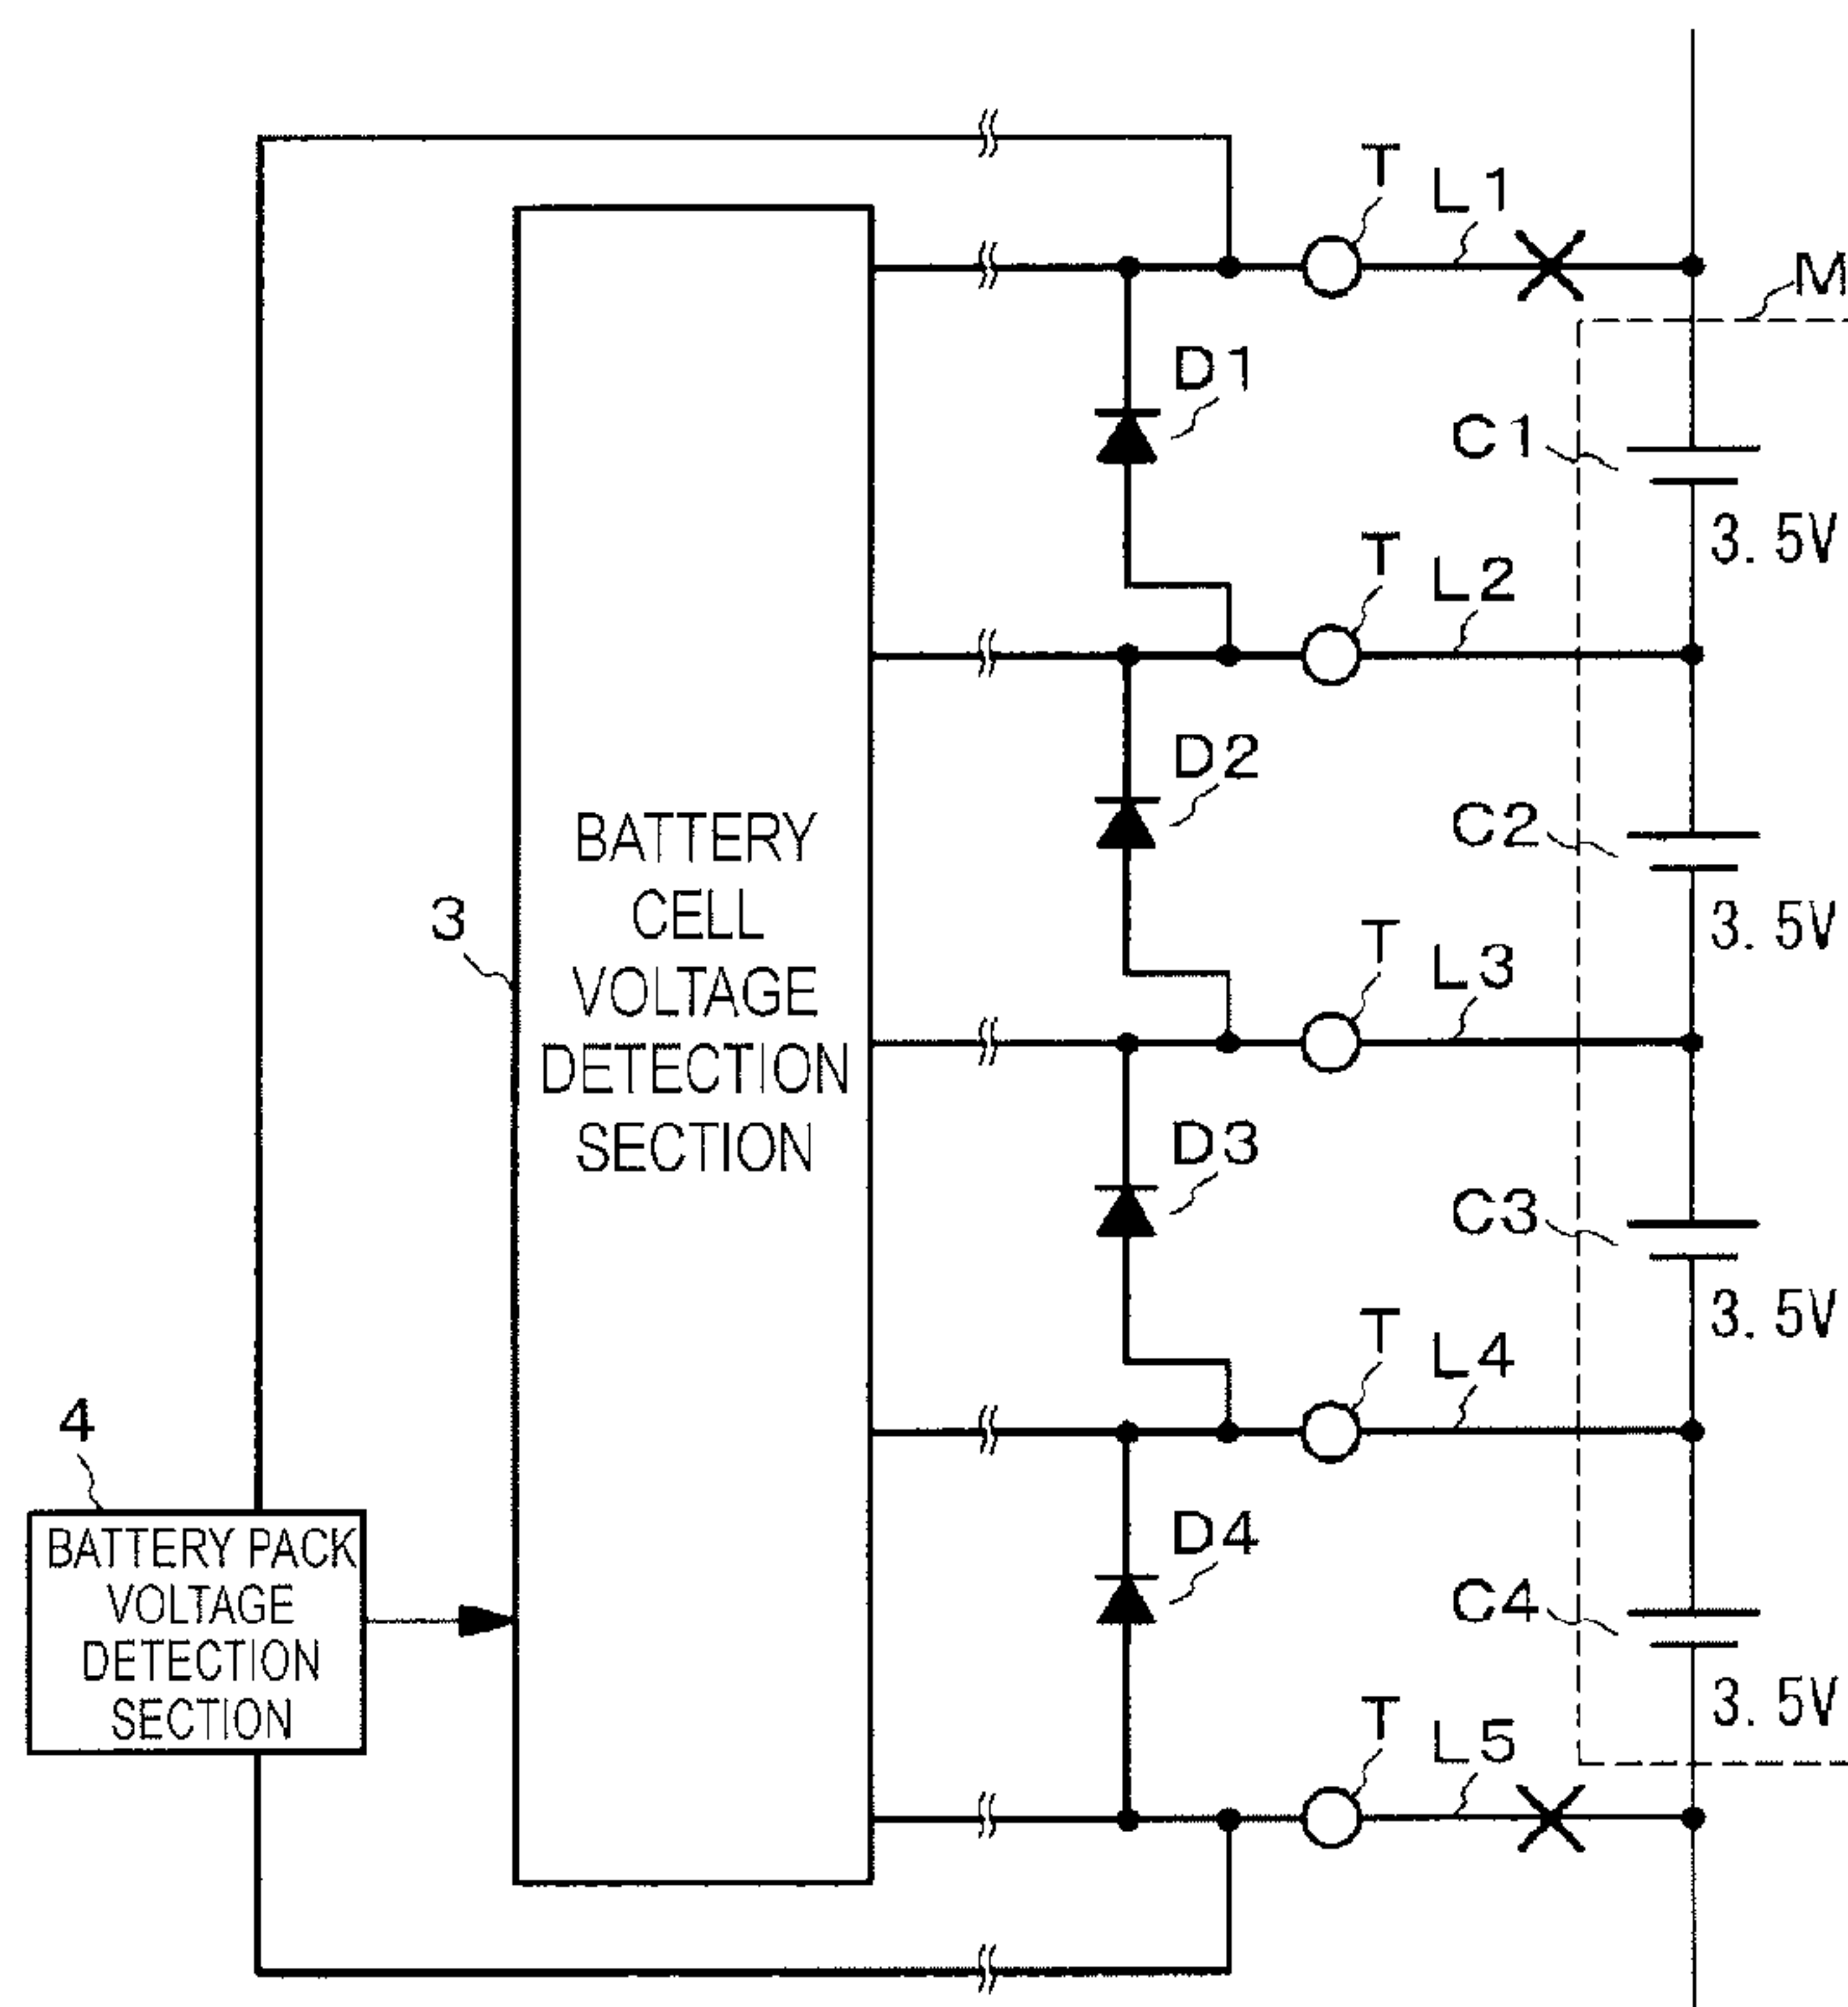 T
L1
M
D1
C1
3.5V
T
L2
D2
C2
3.5V
BATTERY
CELL
VOLTAGE
DETECTION
SECTION
3
T
L3
D3
C3
3.5V
T
L4
4
BATTERY PACK
VOLTAGE
DETECTION
SECTION
D4
C4
3.5V
T
L5